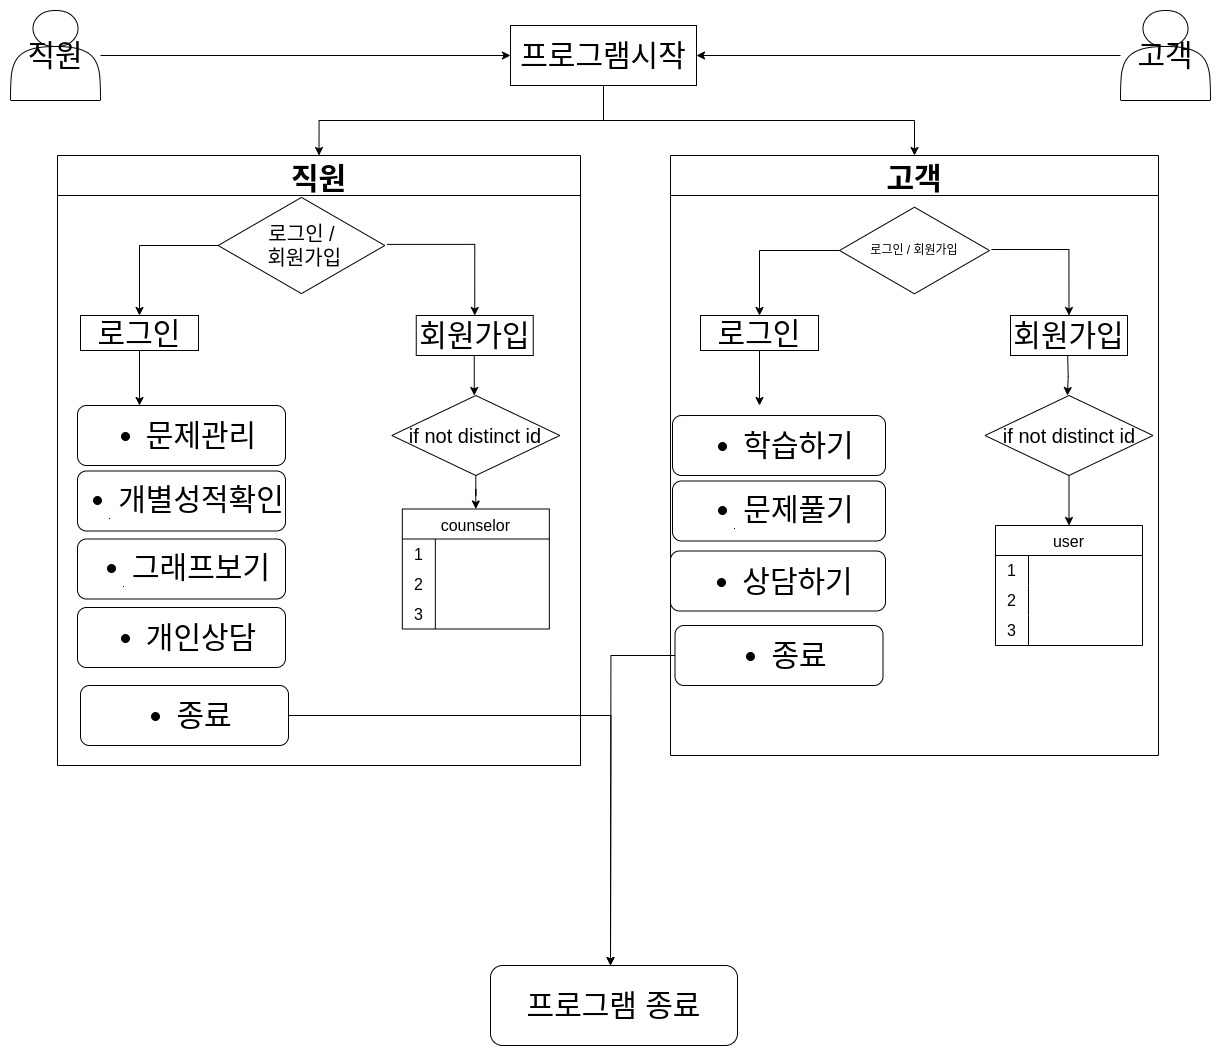 직원
프로그램시작
고객
직원
로그인 /
회원가입
로그인
회원가입
• 문제관리
• 개별성적확인
• 그래프보기
• 개인상담
• 종료
if not distinct id
counselor
1
2
3
고객
로그인 / 회원가입
로그인
회원가입
• 학습하기
• 문제풀기
• 상담하기
• 종료
if not distinct id
user
1
2
3
프로그램 종료